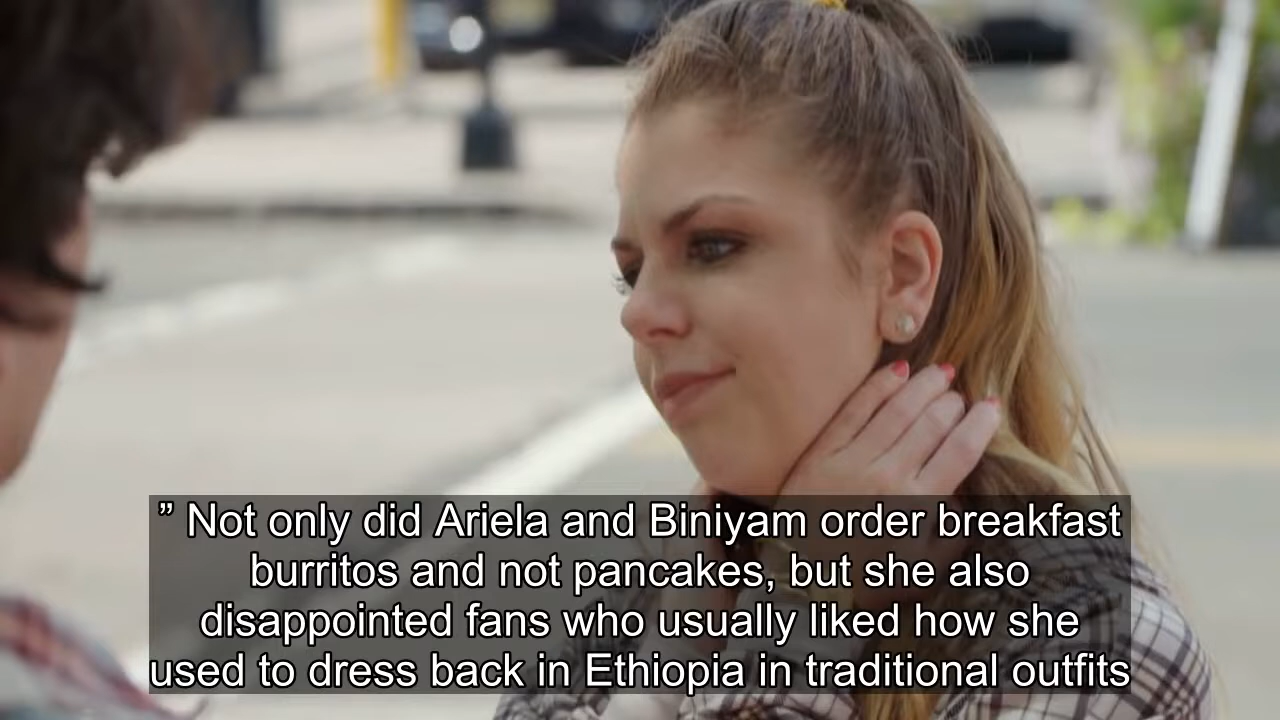 ” Not only did Ariela and Biniyam order breakfast
burritos and not pancakes, but she also
disappointed fans who usually liked how she
used to dress back in Ethiopia in traditional outfits